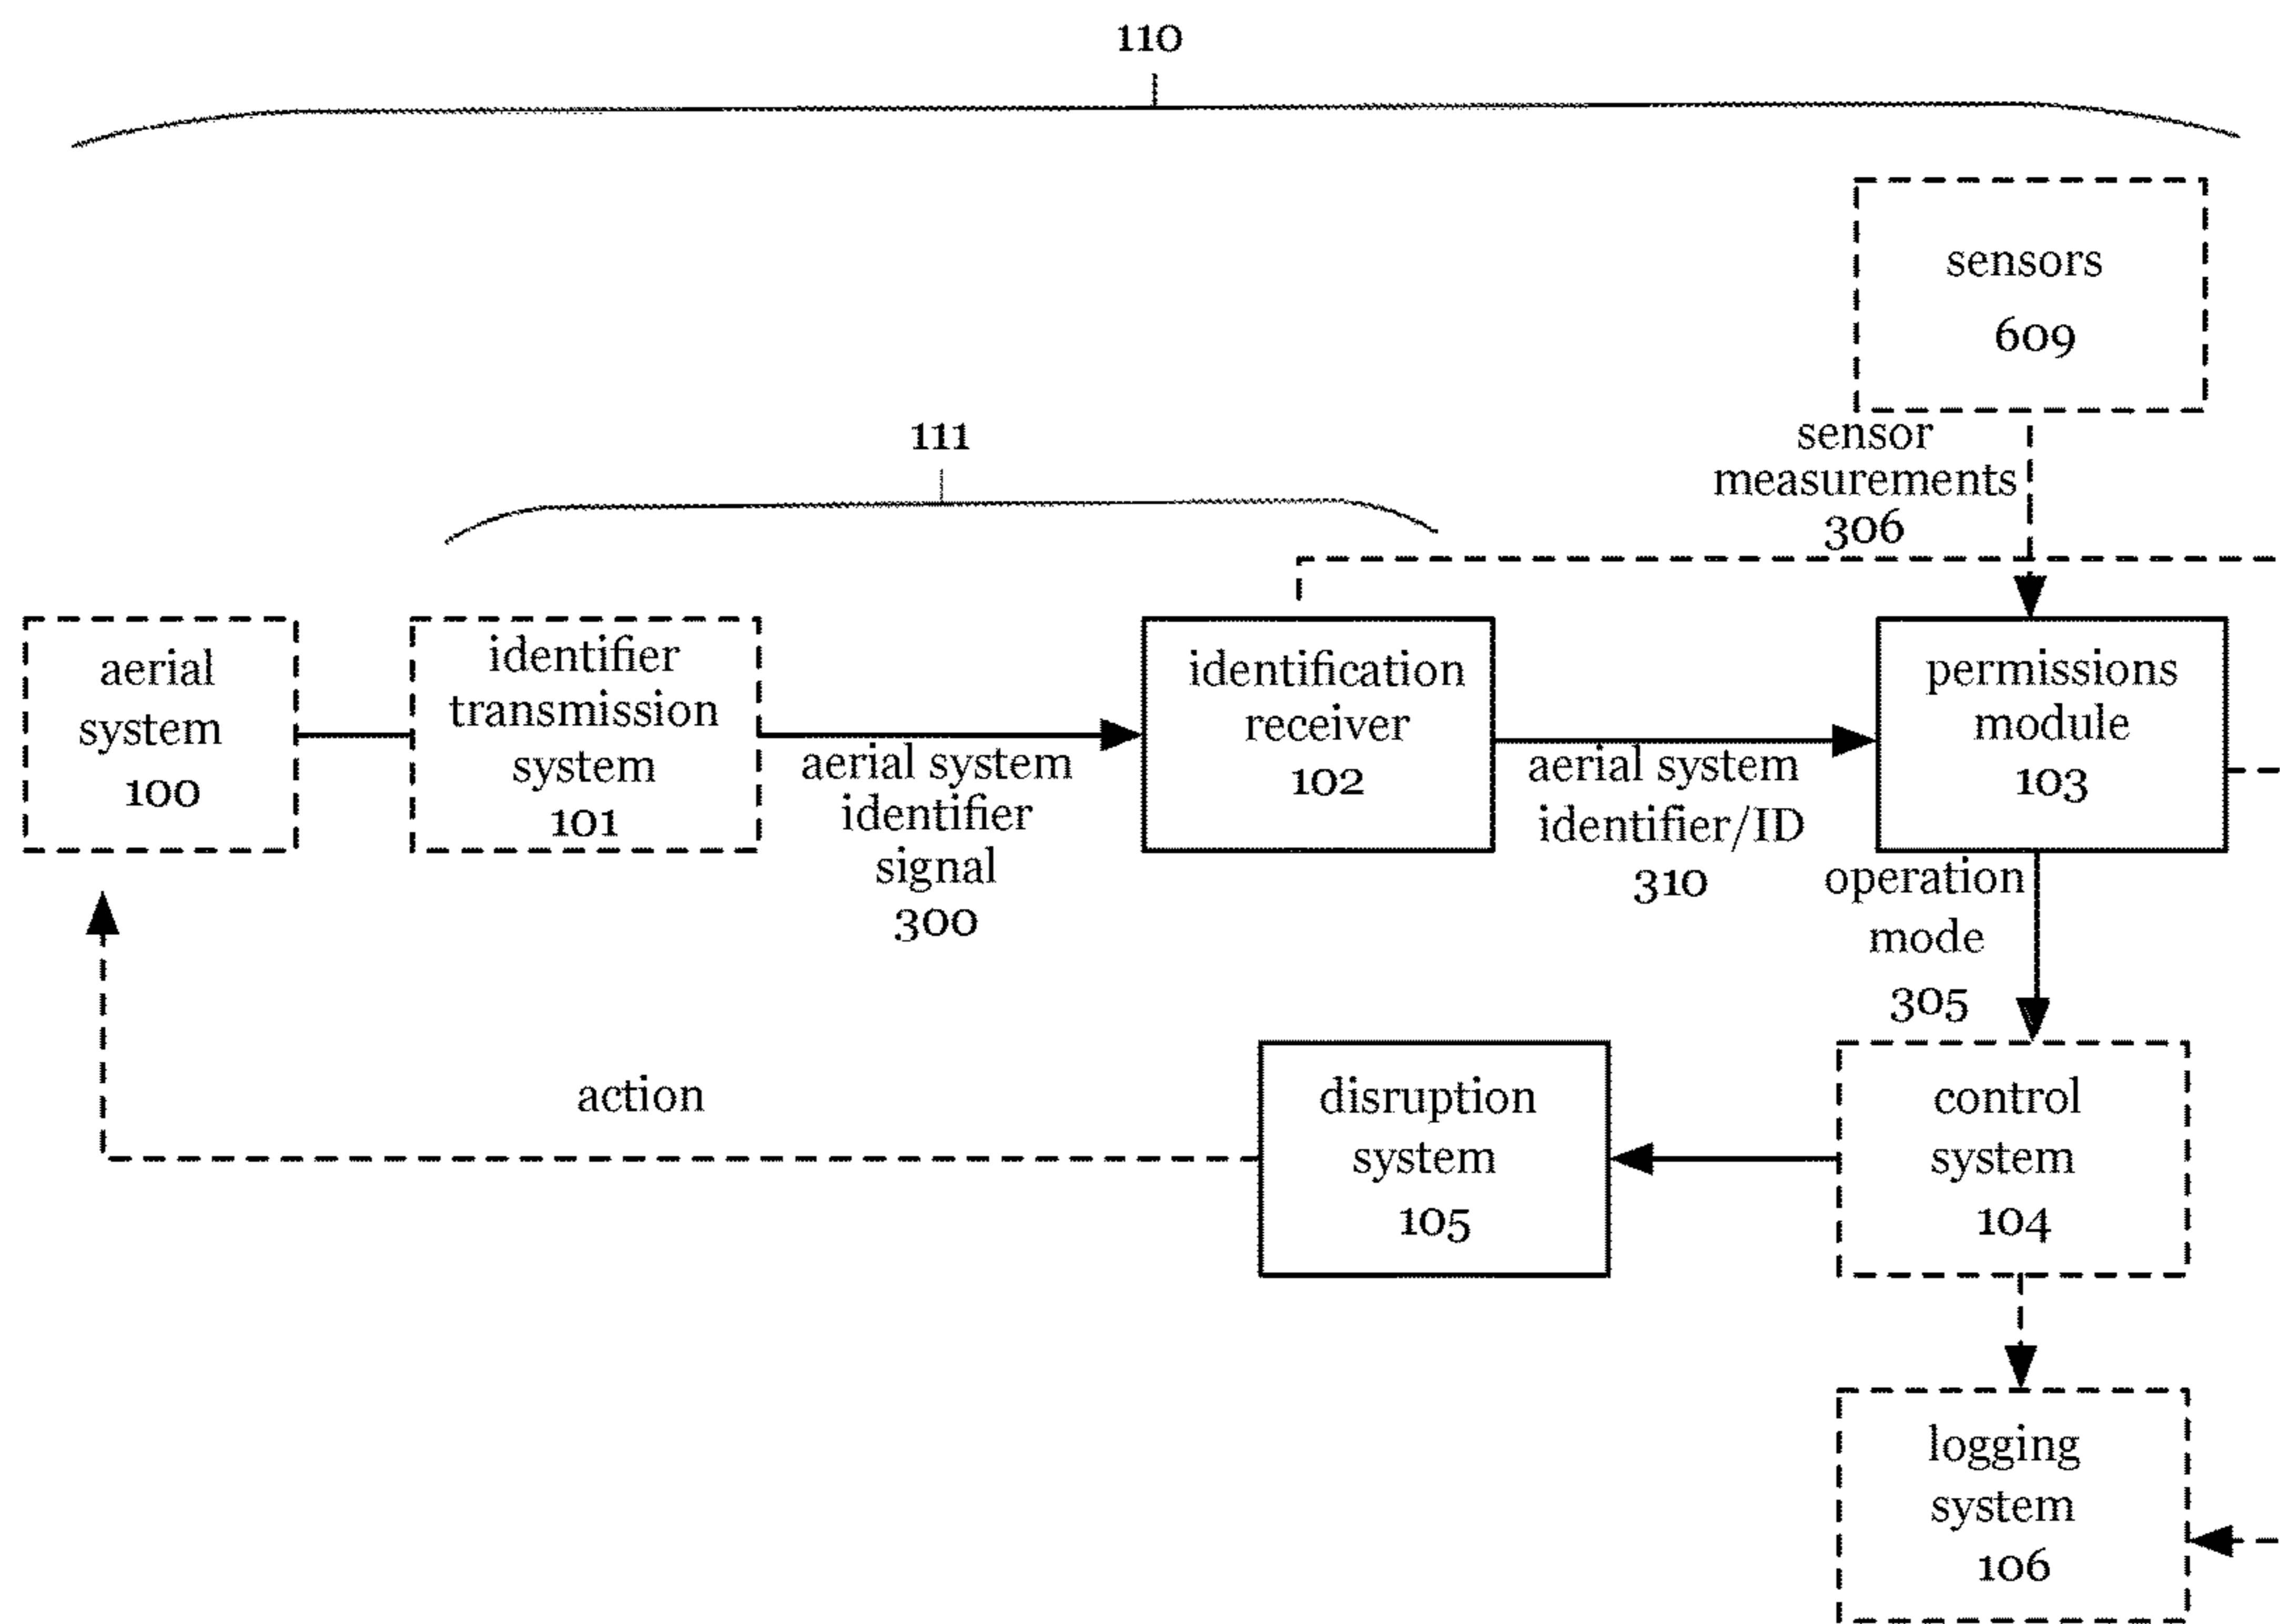 110
sensors
609
sensor
measurements
306
111
aerial
system
100
identifier
transmission
system
101
aerial system
identifier
signal
300
identification
receiver
102
aerial system
identifier/ID
310
permissions
module
103
operation
mode
305
action
disruption
system
105
control
system
104
logging
system
106